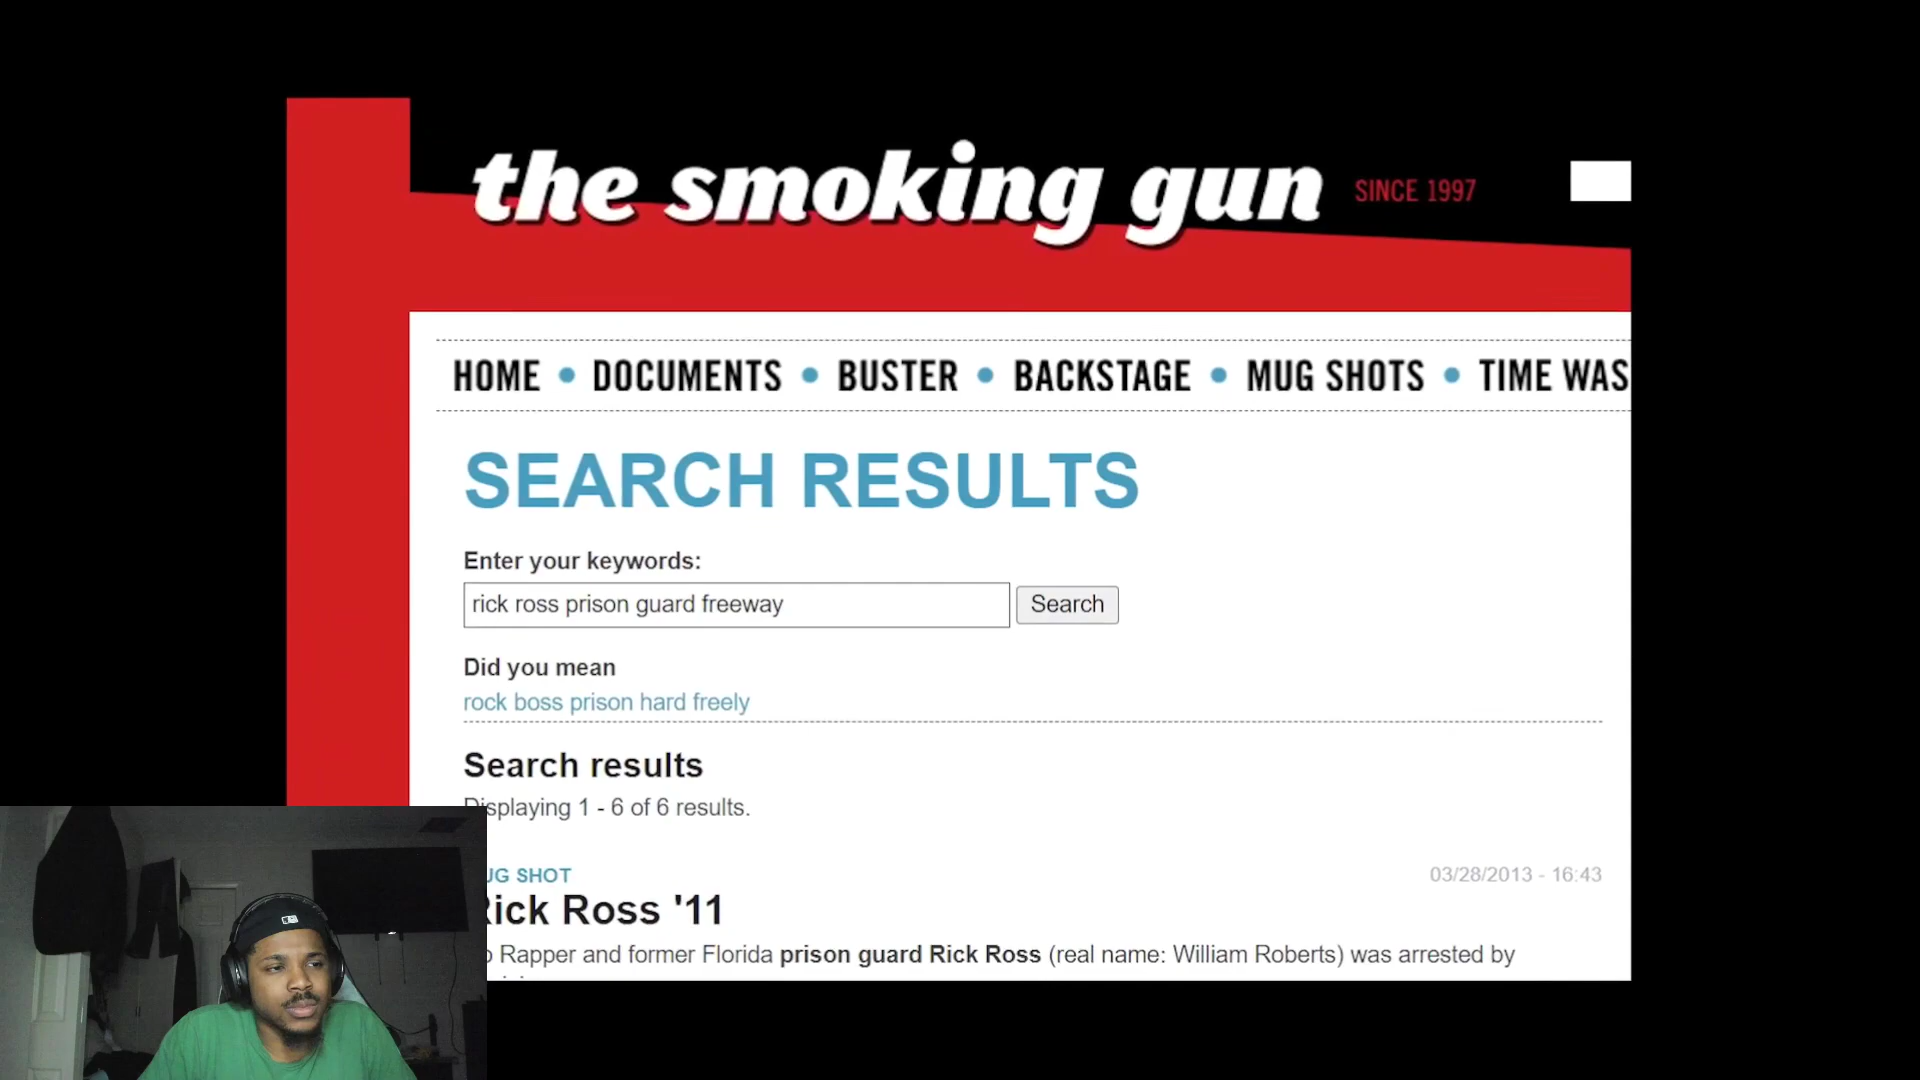 the smoking gun SINCE 1997
HOME • DOCUMENTS • BUSTER • BACKSTAGE • MUG SHOTS • TIME WAS
SEARCH RESULTS
Enter your keywords:
rick ross prison guard freeway Search
Did you mean
rock boss prison hard freely
Search results
Displaying 1 - 6 of 6 results.
UG SHOT 03/28/2013 - 16:43
Rick Ross '11
Rapper and former Florida prison guard Rick Ross (real name: William Roberts) was arrested by